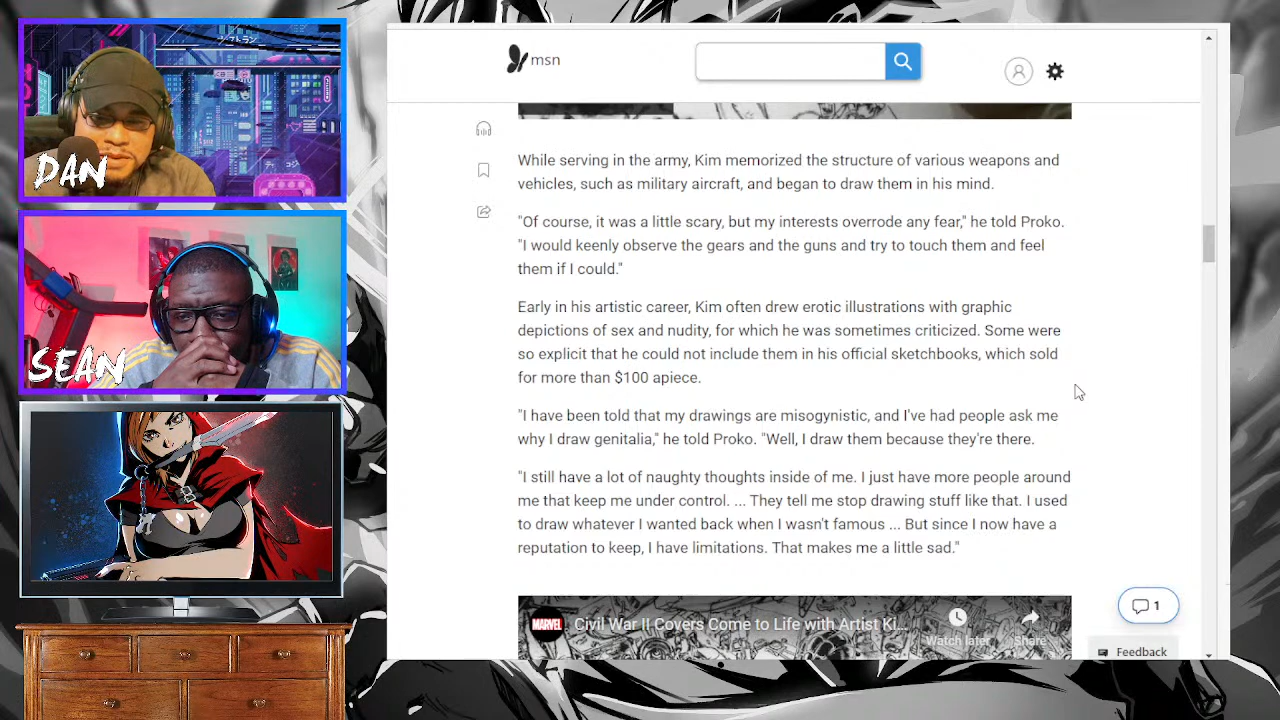 DAN
SEAN
msn
While serving in the army, Kim memorized the structure of various weapons and
vehicles, such as military aircraft, and began to draw them in his mind.
"Of course, it was a little scary, but my interests overrode any fear," he told Proko.
"I would keenly observe the gears and the guns and try to touch them and feel
them if I could."
Early in his artistic career, Kim often drew erotic illustrations with graphic
depictions of sex and nudity, for which he was sometimes criticized. Some were
so explicit that he could not include them in his official sketchbooks, which sold
for more than $100 apiece.
"I have been told that my drawings are misogynistic, and I've had people ask me
why I draw genitalia," he told Proko. "Well, I draw them because they're there.
"I still have a lot of naughty thoughts inside of me. I just have more people around
me that keep me under control. ... They tell me stop drawing stuff like that. I used
to draw whatever I wanted back when I wasn't famous ... But since I now have a
reputation to keep, I have limitations. That makes me a little sad."
MARVEL
Civil War II Covers Come to Life with Artist Ki...
Watch later
Share
1
Feedback